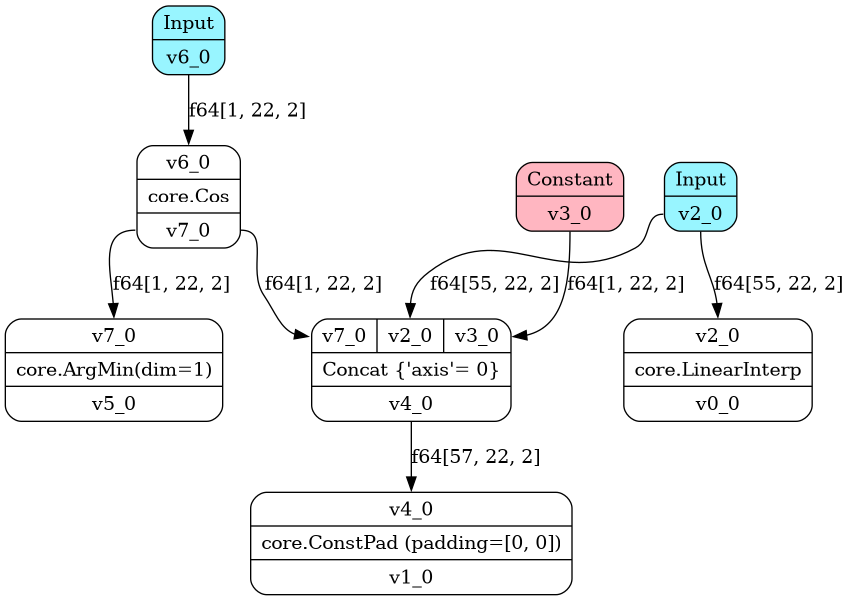 Input
v6_0
f64[1, 22, 2]
v6_0
core.Cos
v7_0
Constant
v3_0
Input
v2_0
f64[1, 22, 2]
f64[1, 22, 2]
f64[55, 22, 2]
f64[1, 22, 2]
f64[55, 22, 2]
v7_0
core.ArgMin(dim=1)
v5_0
v7_0 v2_0 v3_0
Concat {'axis'= 0}
v4_0
v2_0
core.LinearInterp
v0_0
f64[57, 22, 2]
v4_0
core.ConstPad (padding=[0, 0])
v1_0